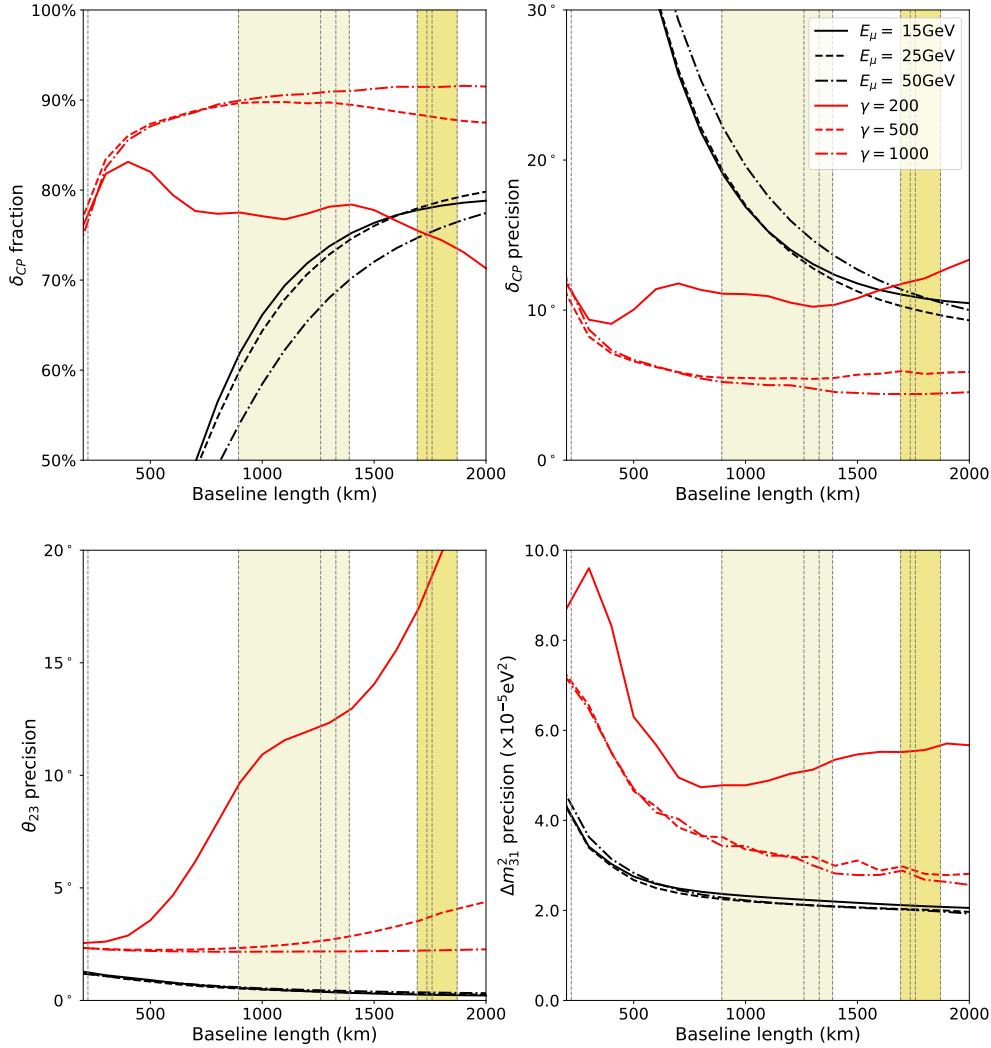 100%
90%
80%
70%
60%
50%
δCP fraction
500
1000
1500
2000
Baseline length (km)
30°
20°
10°
0°
δCP precision
500
1000
1500
2000
Baseline length (km)
Eμ = 15GeV
Eμ = 25GeV
Eμ = 50GeV
γ = 200
γ = 500
γ = 1000
20°
15°
10°
5°
0°
θ23 precision
500
1000
1500
2000
Baseline length (km)
10.0
8.0
6.0
4.0
2.0
0.0
Δm²31 precision (×10⁻⁵eV²)
500
1000
1500
2000
Baseline length (km)